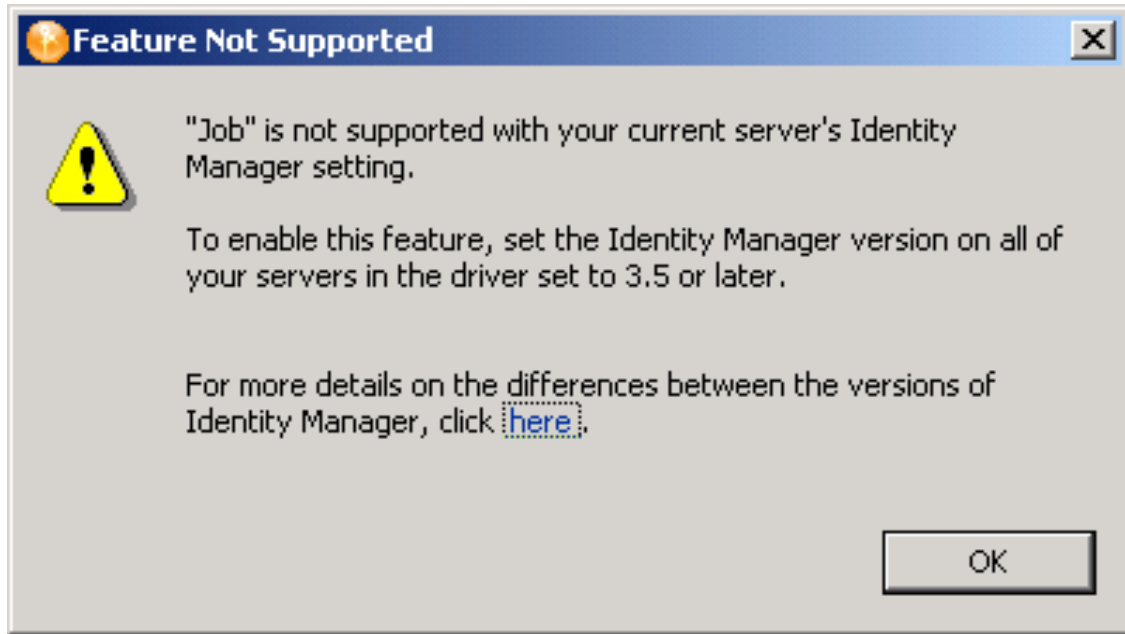 Feature Not Supported
"Job" is not supported with your current server's Identity
Manager setting.
To enable this feature, set the Identity Manager version on all of
your servers in the driver set to 3.5 or later.
For more details on the differences between the versions of
Identity Manager, click here.
OK